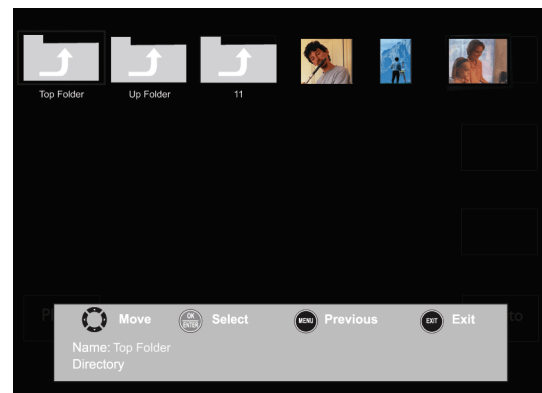 Top Folder
Up Folder
11
OK ENTER
MENU
EXIT
Move
Select
Previous
Exit
Name: Top Folder
Directory